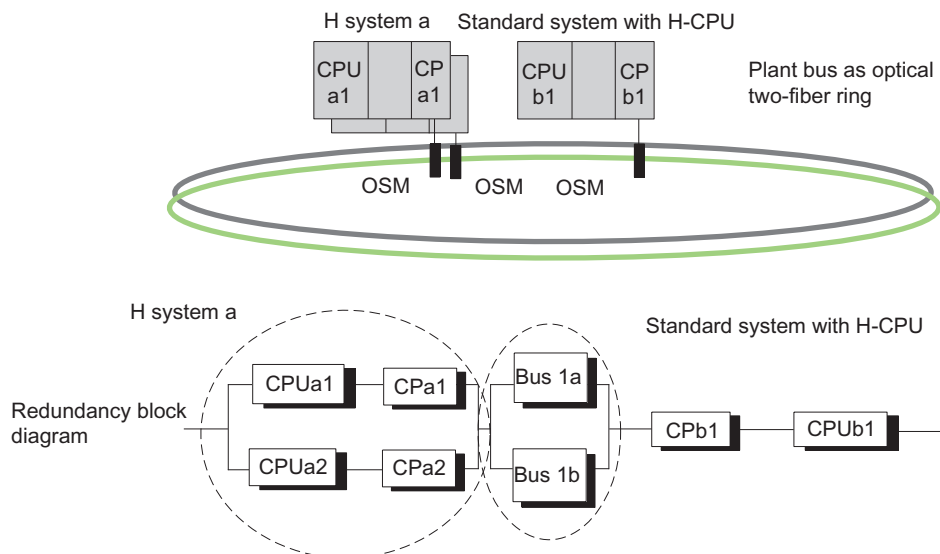 H system a
Standard system with H-CPU
CPU
a1
CP
a1
CPU
b1
CP
b1
Plant bus as optical
two-fiber ring
OSM
OSM
OSM
H system a
Standard system with H-CPU
Redundancy block
diagram
CPUa1
CPa1
Bus 1a
CPb1
CPUb1
CPUa2
CPa2
Bus 1b